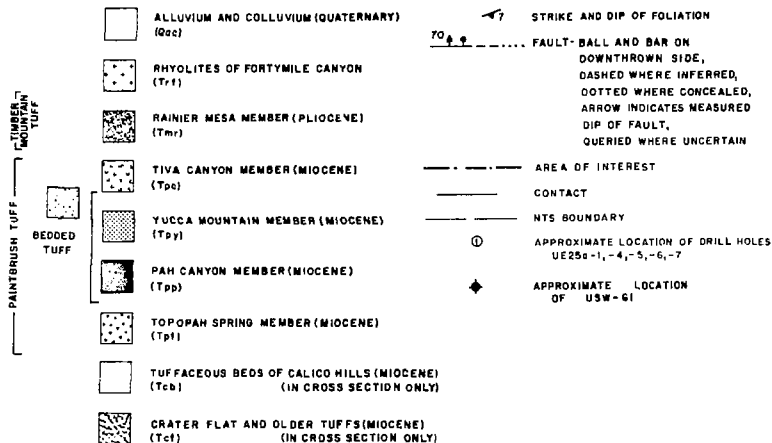 ALLUVIUM AND COLLUVIUM (QUATERNARY)
(Qac)
RHYOLITES OF FORTYMILE CANYON
(Trf)
TIMBER
MOUNTAIN
TUFF
RAINIER MESA MEMBER (PLIOCENE)
(Tmr)
PAINTBRUSH TUFF
TIVA CANYON MEMBER (MIOCENE)
(Tpc)
BEDDED
TUFF
YUCCA MOUNTAIN MEMBER (MIOCENE)
(Tpy)
PAH CANYON MEMBER (MIOCENE)
(Tpp)
TOPOPAH SPRING MEMBER (MIOCENE)
(Tpt)
TUFFACEOUS BEDS OF CALICO HILLS (MIOCENE)
(Tcb) (IN CROSS SECTION ONLY)
CRATER FLAT AND OLDER TUFFS (MIOCENE)
(Tcf) (IN CROSS SECTION ONLY)
7 STRIKE AND DIP OF FOLIATION
70 FAULT-BALL AND BAR ON
DOWNTHROWN SIDE,
DASHED WHERE INFERRED,
DOTTED WHERE CONCEALED,
ARROW INDICATES MEASURED
DIP OF FAULT,
QUERIED WHERE UNCERTAIN
AREA OF INTEREST
CONTACT
NTS BOUNDARY
APPROXIMATE LOCATION OF DRILL HOLES
UE25a-1,-4,-5,-6,-7
APPROXIMATE LOCATION
OF USW-G1